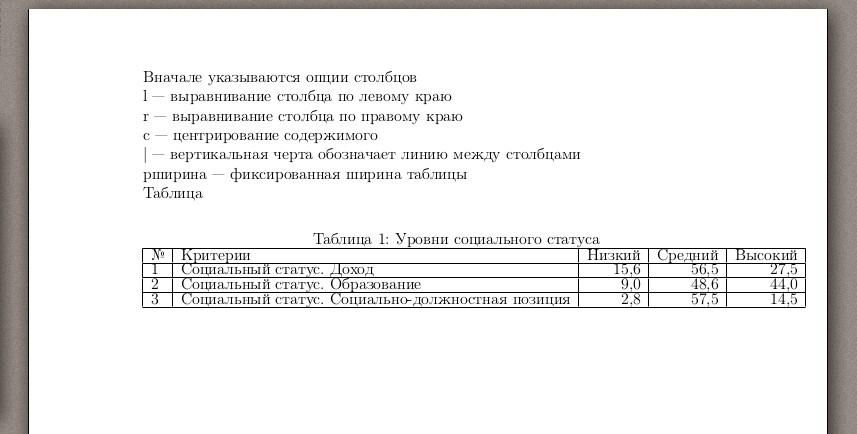 Вначале указываются опции столбцов
l — выравнивание столбца по левому краю
r — выравнивание столбца по правому краю
c — центрирование содержимого
| — вертикальная черта обозначает линию между столбцами
pширина — фиксированная ширина таблицы
Таблица
Таблица 1: Уровни социального статуса
№ Критерии Низкий Средний Высокий
1 Социальный статус. Доход 15,6 56,5 27,5
2 Социальный статус. Образование 9,0 48,6 44,0
3 Социальный статус. Социально-должностная позиция 2,8 57,5 14,5